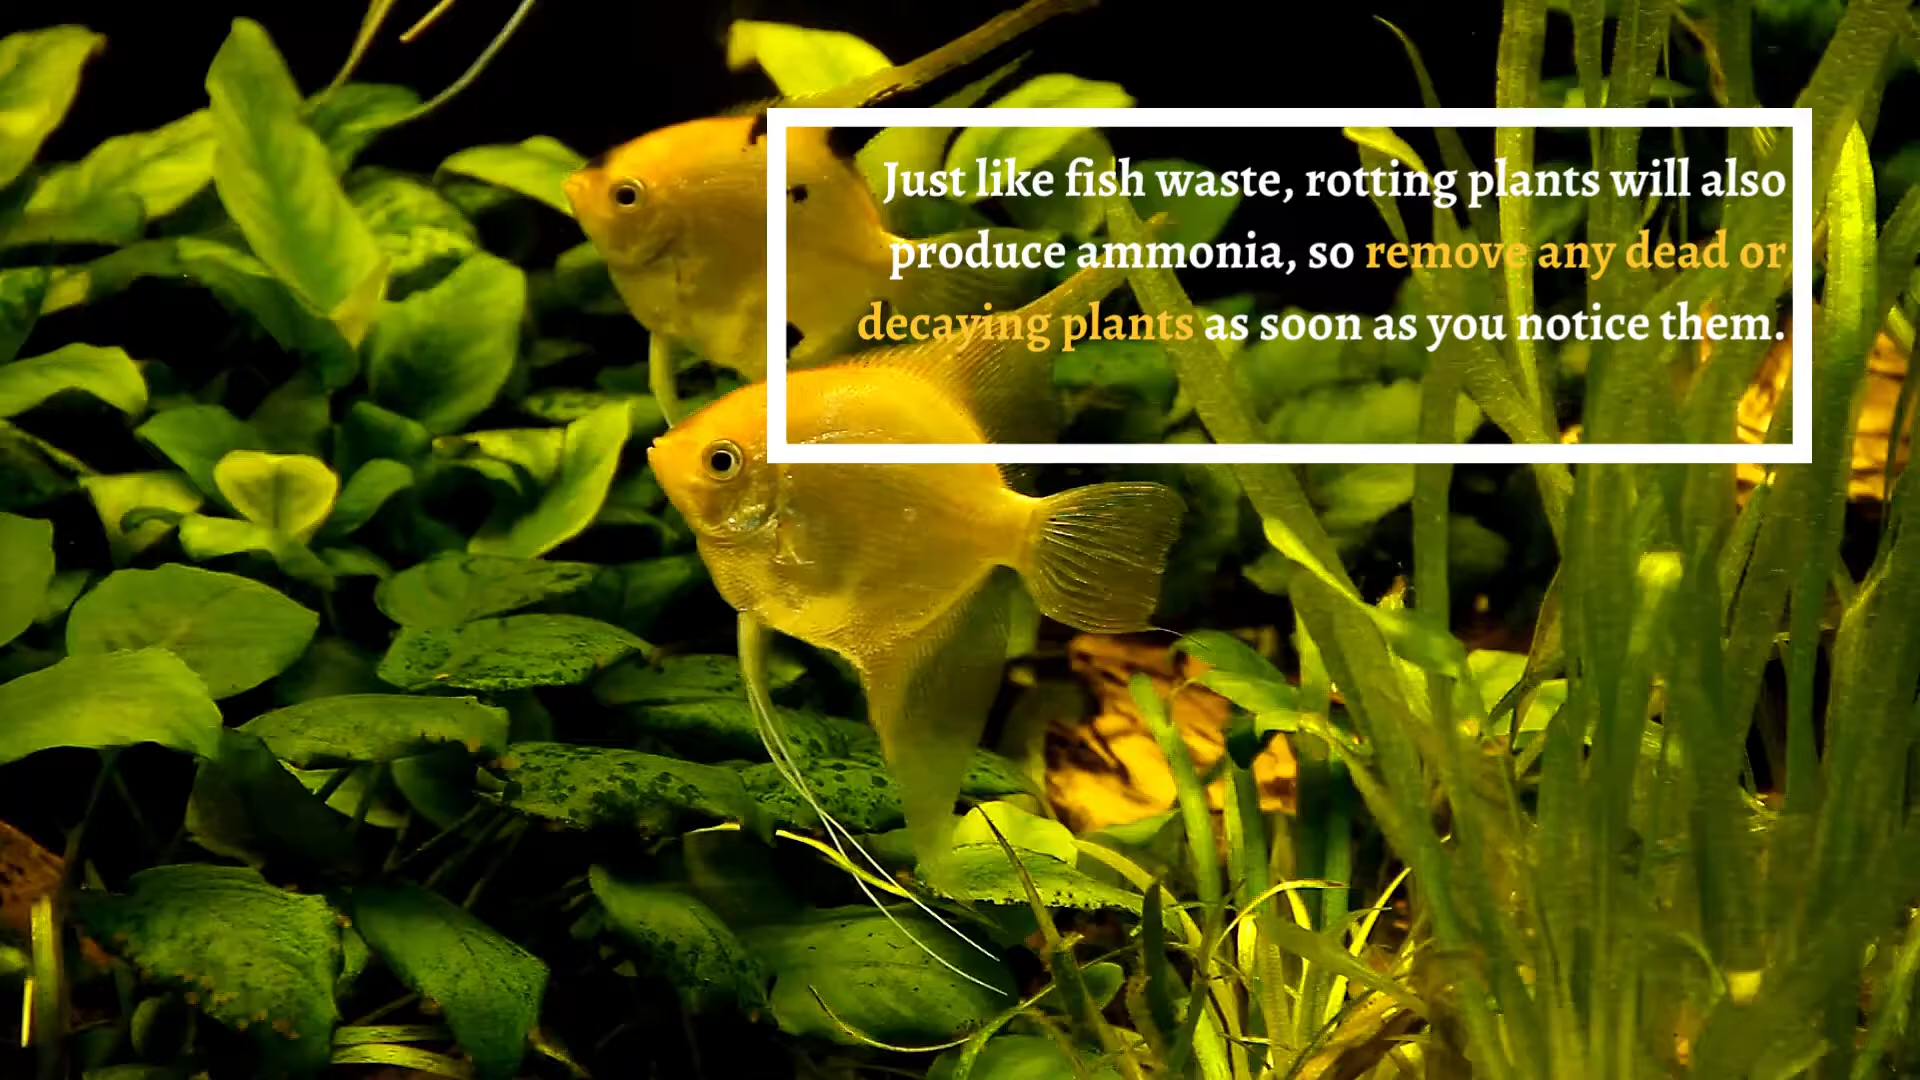 Just like fish waste, rotting plants will also
produce ammonia, so remove any dead or
decaying plants as soon as you notice them.